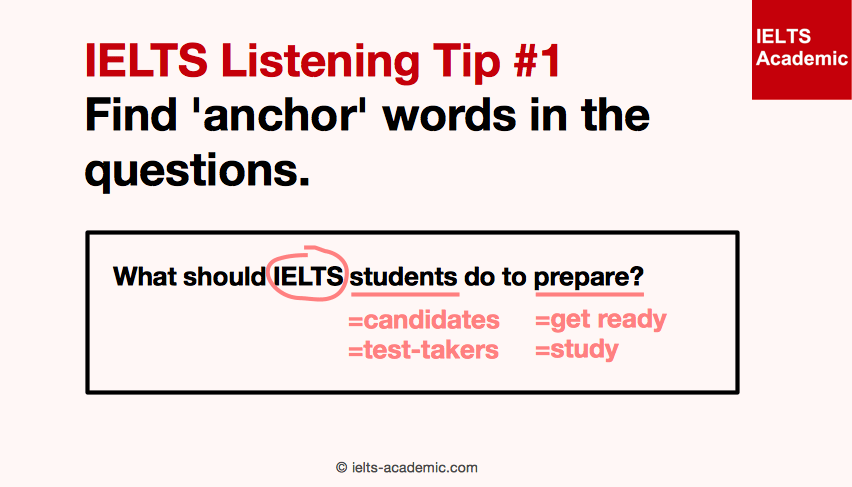 IELTS
Academic
IELTS Listening Tip #1
Find 'anchor' words in the
questions.
What should IELTS students do to prepare?
=candidates =get ready
=test-takers =study
© ielts-academic.com